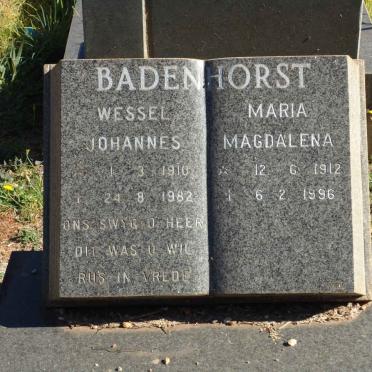 BADENHORST
WESSEL
JOHANNES
* 1 3 1910
† 24 8 1982
ONS SWYG O HEER
DIT WAS U WIL
RUS IN VREDE
MARIA
MAGDALENA
* 12 6 1912
† 6 2 1996